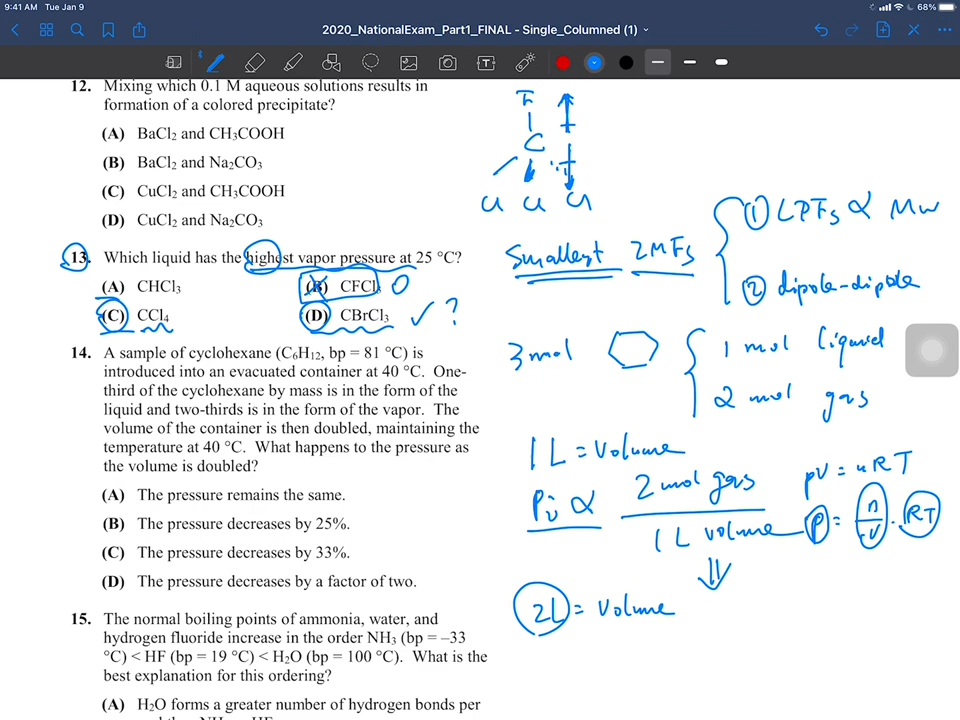 9:41 AM Tue Jan 9
68%
2020_NationalExam_Part1_FINAL - Single_Columned (1)
12. Mixing which 0.1 M aqueous solutions results in
formation of a colored precipitate?
(A) BaCl₂ and CH₃COOH
(B) BaCl₂ and Na₂CO₃
(C) CuCl₂ and CH₃COOH
(D) CuCl₂ and Na₂CO₃
13. Which liquid has the highest vapor pressure at 25 °C?
(A) CHCl₃
(B) CFCl₃
(C) CCl₄
(D) CBrCl₃ ✓ ?
14. A sample of cyclohexane (C₆H₁₂, bp = 81 °C) is
introduced into an evacuated container at 40 °C. One-
third of the cyclohexane by mass is in the form of the
liquid and two-thirds is in the form of the vapor. The
volume of the container is then doubled, maintaining the
temperature at 40 °C. What happens to the pressure as
the volume is doubled?
(A) The pressure remains the same.
(B) The pressure decreases by 25%.
(C) The pressure decreases by 33%.
(D) The pressure decreases by a factor of two.
15. The normal boiling points of ammonia, water, and
hydrogen fluoride increase in the order NH₃ (bp = –33
°C) < HF (bp = 19 °C) < H₂O (bp = 100 °C). What is the
best explanation for this ordering?
(A) H₂O forms a greater number of hydrogen bonds per
F
C
Cl Cl Cl
Smallest IMFs
① LDFs ∝ MW
② dipole-dipole
3 mol
1 mol liquid
2 mol gas
1 L = Volume
Pi ∝ 2 mol gas
1 L volume
pV = nRT
P = n/V · RT
2L = volume